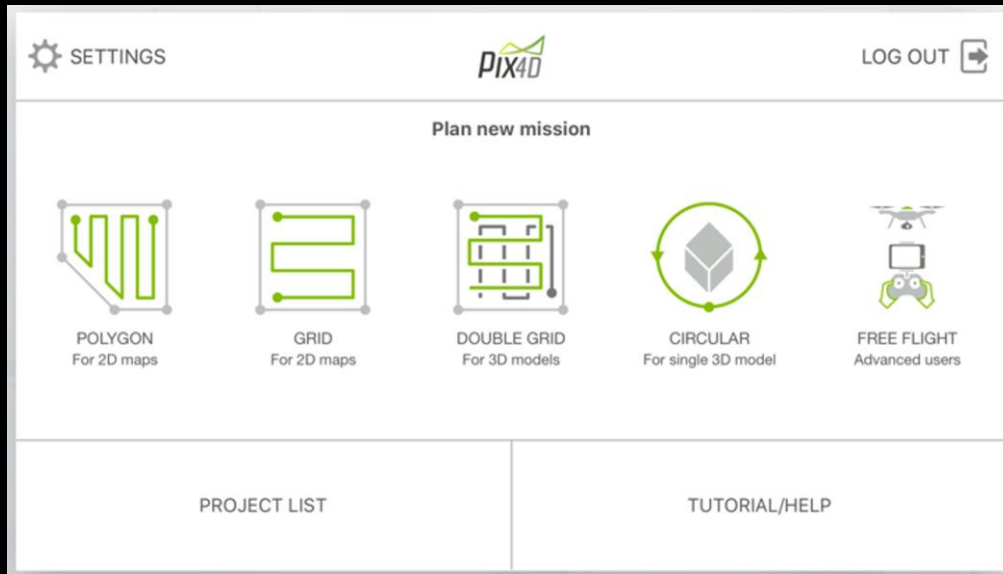 SETTINGS
PIX4D
LOG OUT
Plan new mission
POLYGON
For 2D maps
GRID
For 2D maps
DOUBLE GRID
For 3D models
CIRCULAR
For single 3D model
FREE FLIGHT
Advanced users
PROJECT LIST
TUTORIAL/HELP